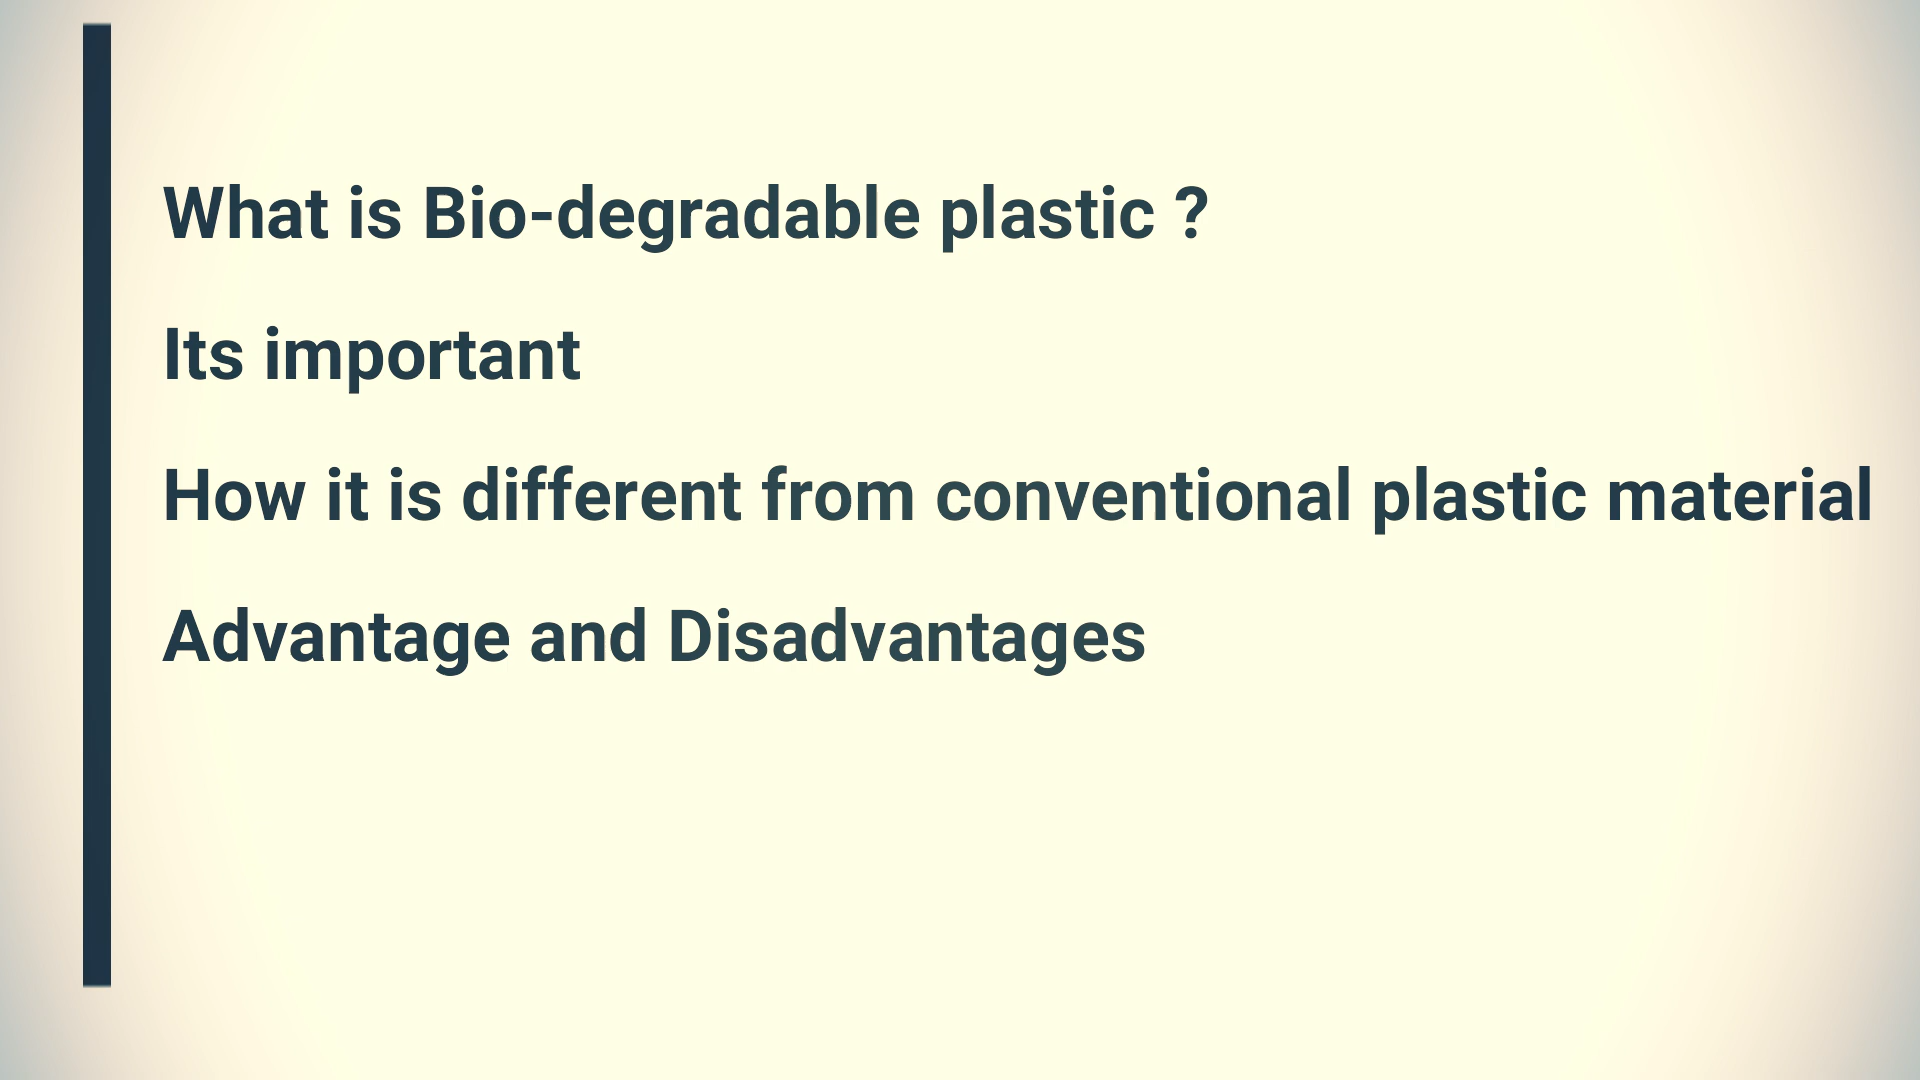 What is Bio-degradable plastic ?
Its important
How it is different from conventional plastic material
Advantage and Disadvantages